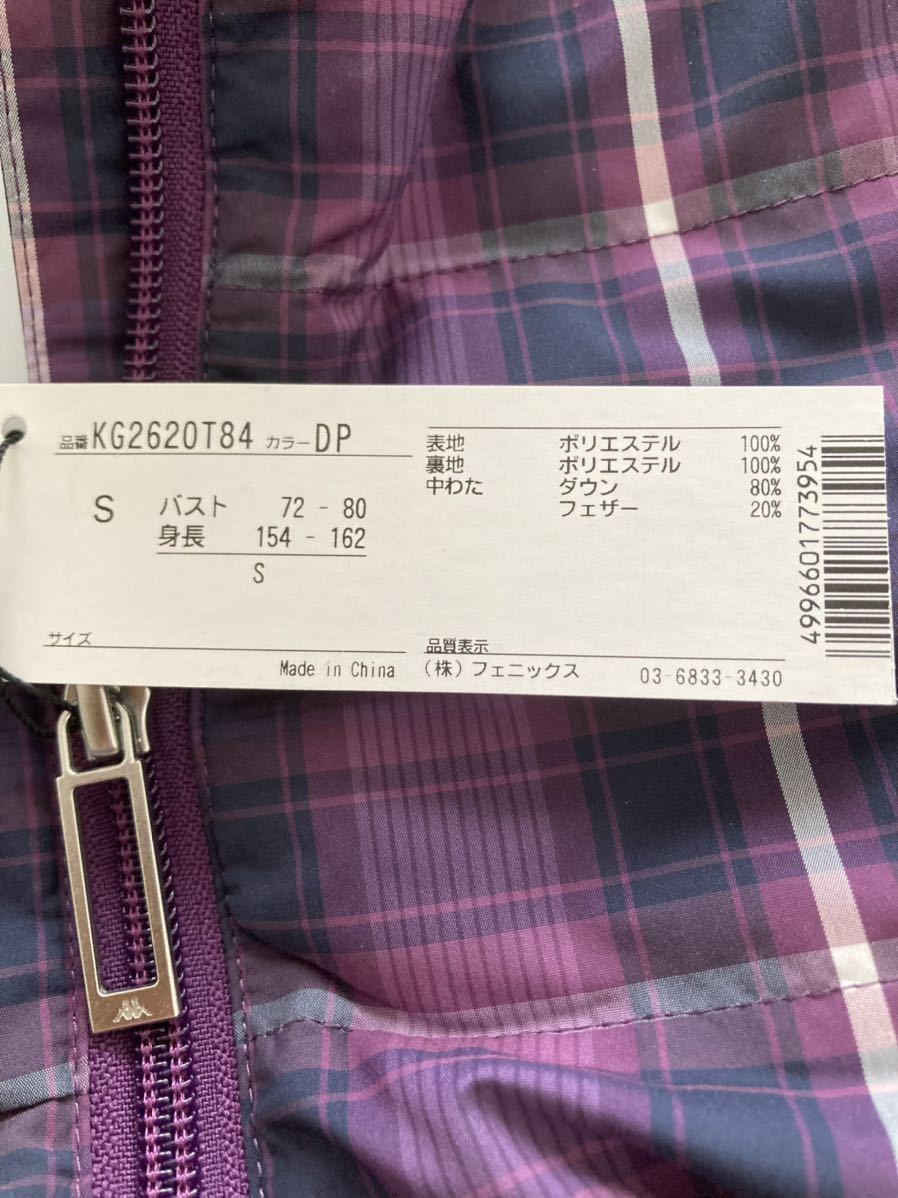 品番 KG2620T84 カラー DP
S バスト 72 - 80
身長 154 - 162
S
サイズ
Made in China
表地 ポリエステル 100%
裏地 ポリエステル 100%
中わた ダウン 80%
フェザー 20%
品質表示
(株)フェニックス 03-6833-3430
4996601773954